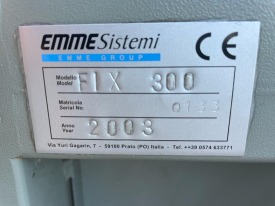 EMMESistemi CE
EMME GROUP
Modello
Model FIX 300
Matricola
Serial No. 0133
Anno
Year 2003
Via Yuri Gagarin, 7 - 59100 Prato (PO) Italia - Tel. ++39 0574 633771